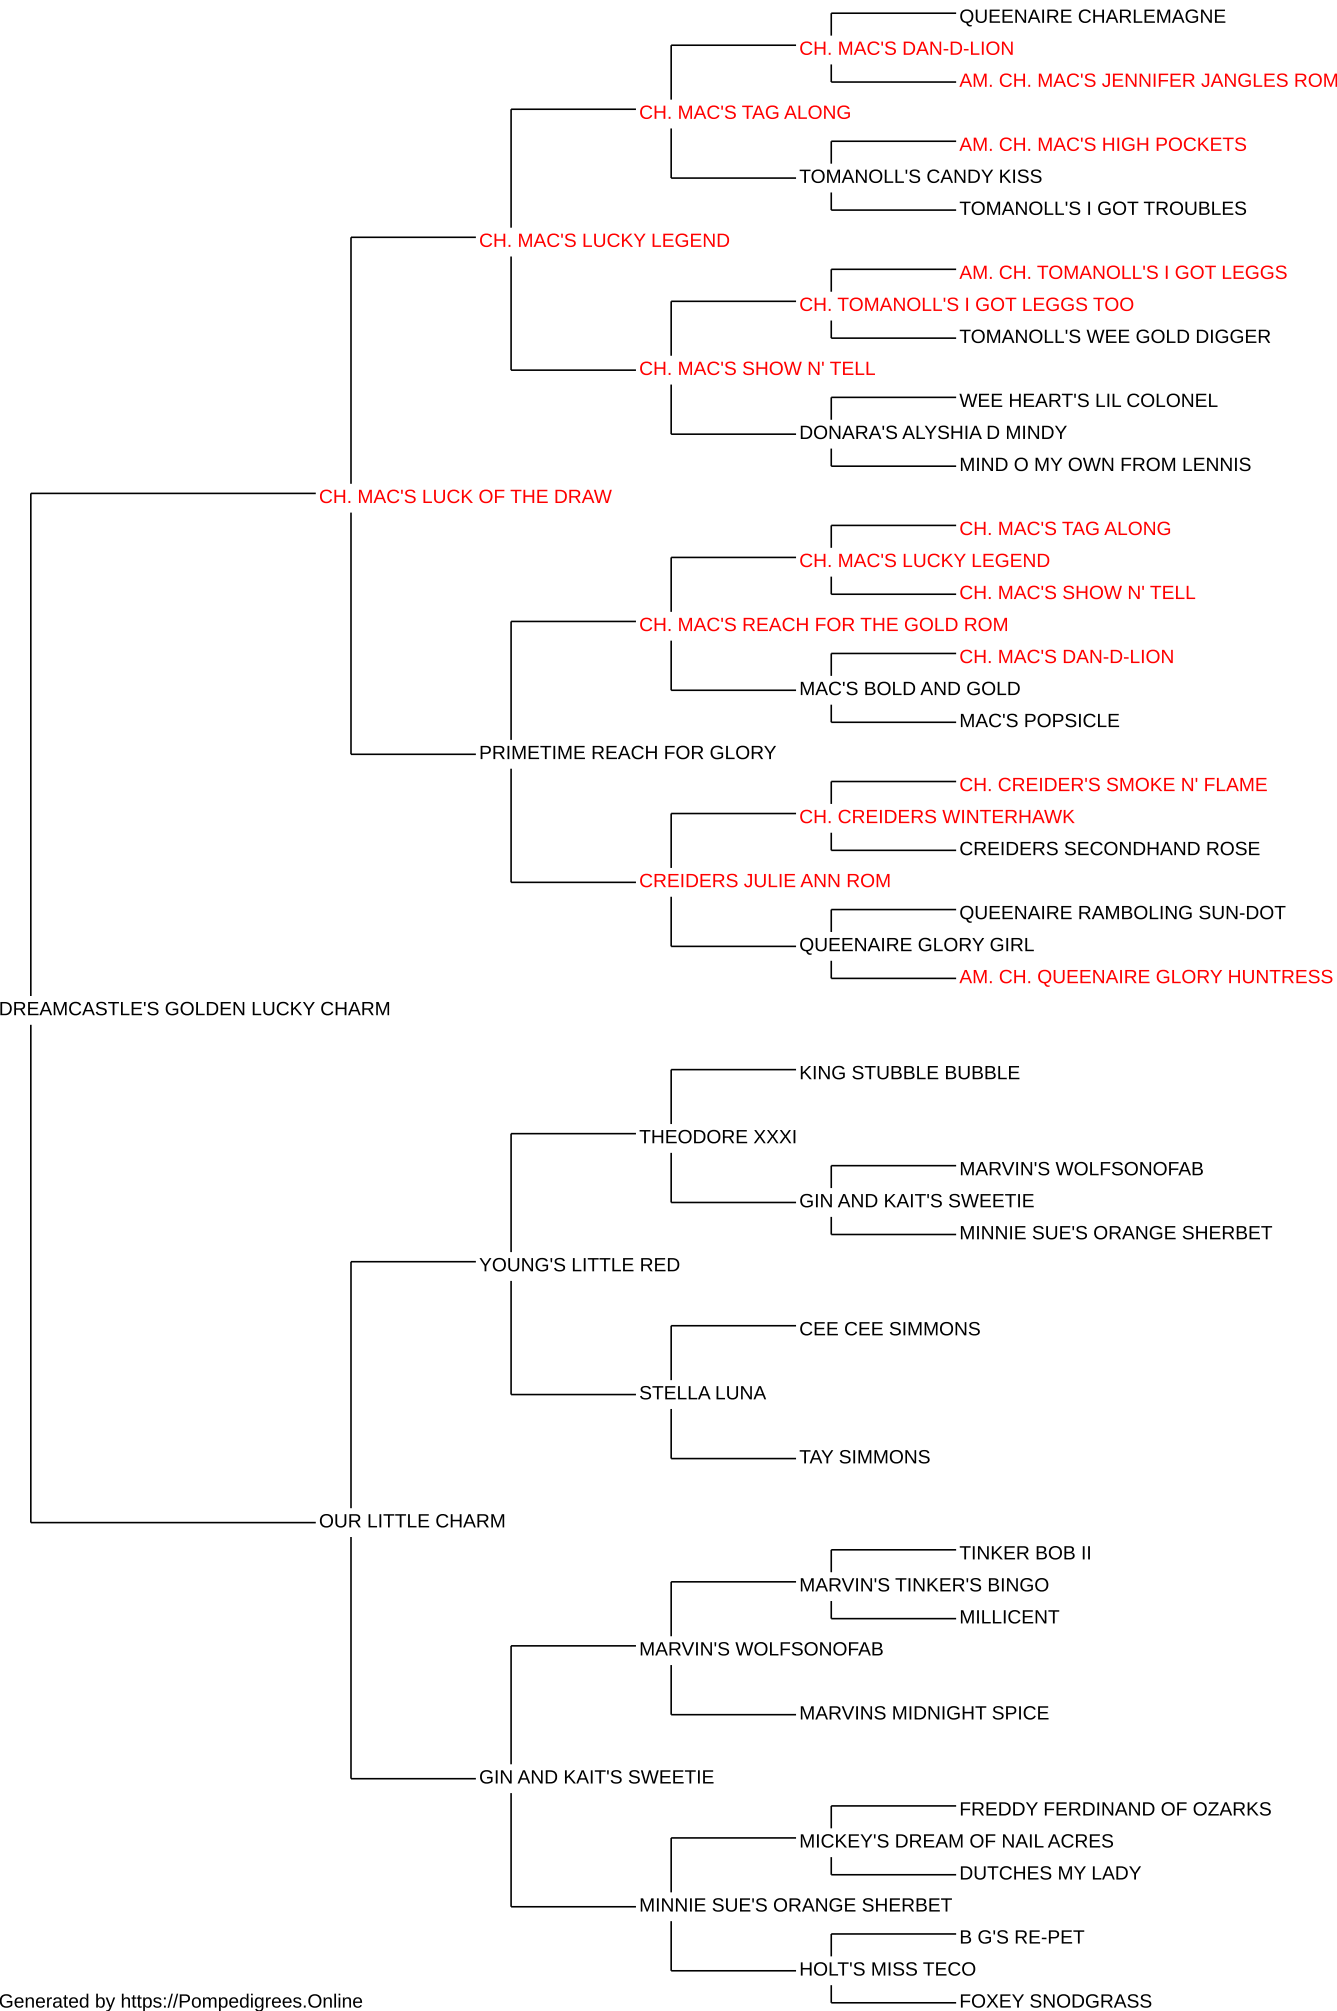 QUEENAIRE CHARLEMAGNE
CH. MAC'S DAN-D-LION
AM. CH. MAC'S JENNIFER JANGLES ROM
CH. MAC'S TAG ALONG
AM. CH. MAC'S HIGH POCKETS
TOMANOLL'S CANDY KISS
TOMANOLL'S I GOT TROUBLES
CH. MAC'S LUCKY LEGEND
AM. CH. TOMANOLL'S I GOT LEGGS
CH. TOMANOLL'S I GOT LEGGS TOO
TOMANOLL'S WEE GOLD DIGGER
CH. MAC'S SHOW N' TELL
WEE HEART'S LIL COLONEL
DONARA'S ALYSHIA D MINDY
MIND O MY OWN FROM LENNIS
CH. MAC'S LUCK OF THE DRAW
CH. MAC'S TAG ALONG
CH. MAC'S LUCKY LEGEND
CH. MAC'S SHOW N' TELL
CH. MAC'S REACH FOR THE GOLD ROM
CH. MAC'S DAN-D-LION
MAC'S BOLD AND GOLD
MAC'S POPSICLE
PRIMETIME REACH FOR GLORY
CH. CREIDER'S SMOKE N' FLAME
CH. CREIDERS WINTERHAWK
CREIDERS SECONDHAND ROSE
CREIDERS JULIE ANN ROM
QUEENAIRE RAMBOLING SUN-DOT
QUEENAIRE GLORY GIRL
AM. CH. QUEENAIRE GLORY HUNTRESS
DREAMCASTLE'S GOLDEN LUCKY CHARM
KING STUBBLE BUBBLE
THEODORE XXXI
MARVIN'S WOLFSONOFAB
GIN AND KAIT'S SWEETIE
MINNIE SUE'S ORANGE SHERBET
YOUNG'S LITTLE RED
CEE CEE SIMMONS
STELLA LUNA
TAY SIMMONS
OUR LITTLE CHARM
TINKER BOB II
MARVIN'S TINKER'S BINGO
MILLICENT
MARVIN'S WOLFSONOFAB
MARVINS MIDNIGHT SPICE
GIN AND KAIT'S SWEETIE
FREDDY FERDINAND OF OZARKS
MICKEY'S DREAM OF NAIL ACRES
DUTCHES MY LADY
MINNIE SUE'S ORANGE SHERBET
B G'S RE-PET
HOLT'S MISS TECO
FOXEY SNODGRASS
Generated by https://Pompedigrees.Online